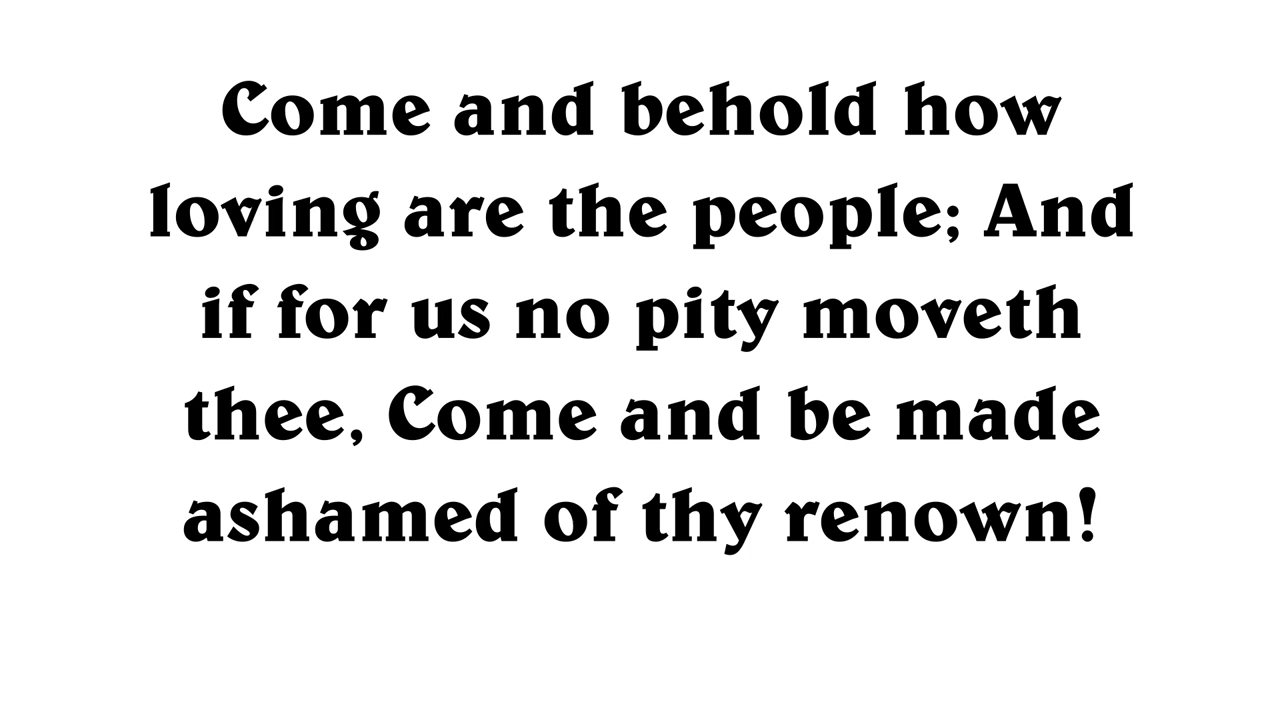 Come and behold how
loving are the people; And
if for us no pity moveth
thee, Come and be made
ashamed of thy renown!